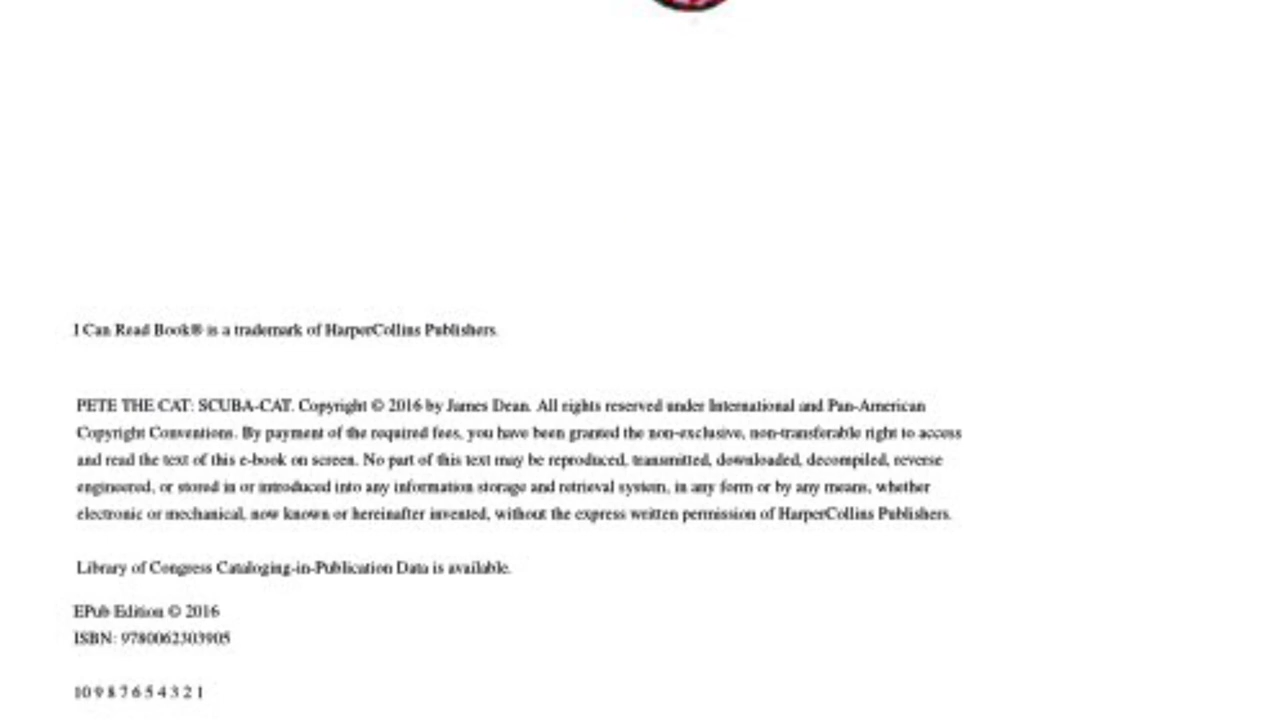 I Can Read Book® is a trademark of HarperCollins Publishers.
PETE THE CAT: SCUBA-CAT. Copyright © 2016 by James Dean. All rights reserved under International and Pan-American
Copyright Conventions. By payment of the required fees, you have been granted the non-exclusive, non-transferable right to access
and read the text of this e-book on screen. No part of this text may be reproduced, transmitted, downloaded, decompiled, reverse
engineered, or stored in or introduced into any information storage and retrieval system, in any form or by any means, whether
electronic or mechanical, now known or hereinafter invented, without the express written permission of HarperCollins Publishers.
Library of Congress Cataloging-in-Publication Data is available.
EPub Edition © 2016
ISBN: 9780062303905
10 9 8 7 6 5 4 3 2 1